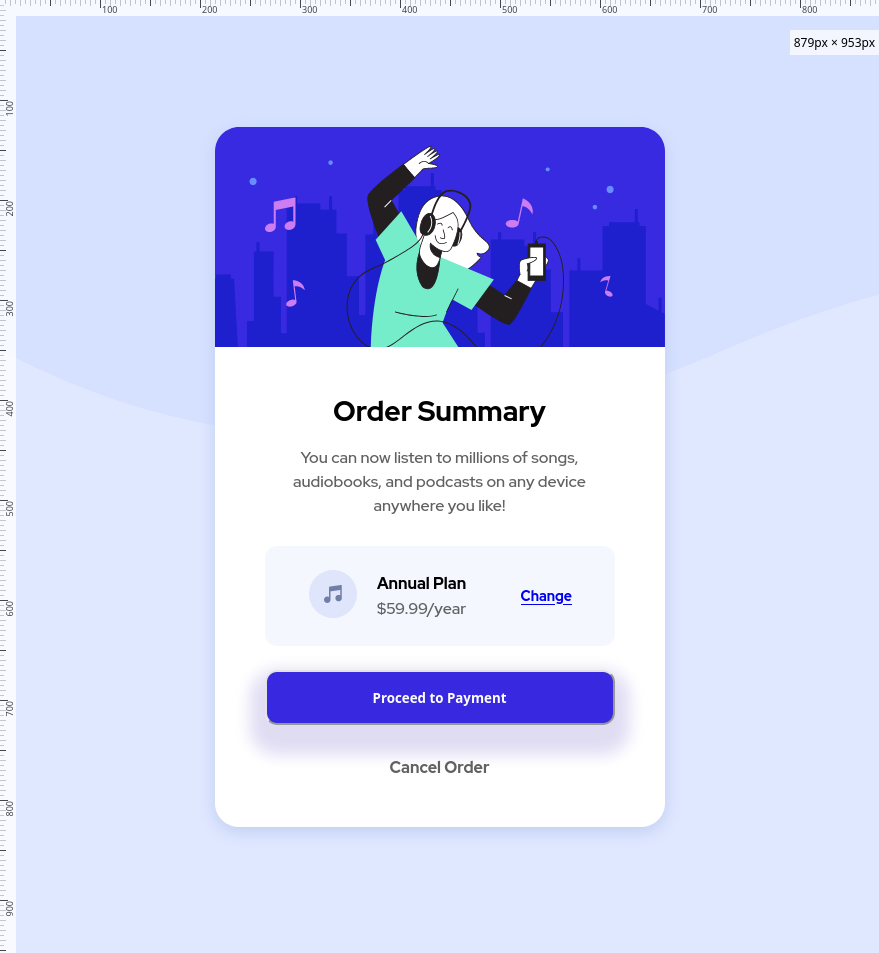 100 200 300 400 500 600 700 800
879px × 953px
100
200
300
400
500
600
700
800
900
Order Summary
You can now listen to millions of songs,
audiobooks, and podcasts on any device
anywhere you like!
Annual Plan
$59.99/year
Change
Proceed to Payment
Cancel Order